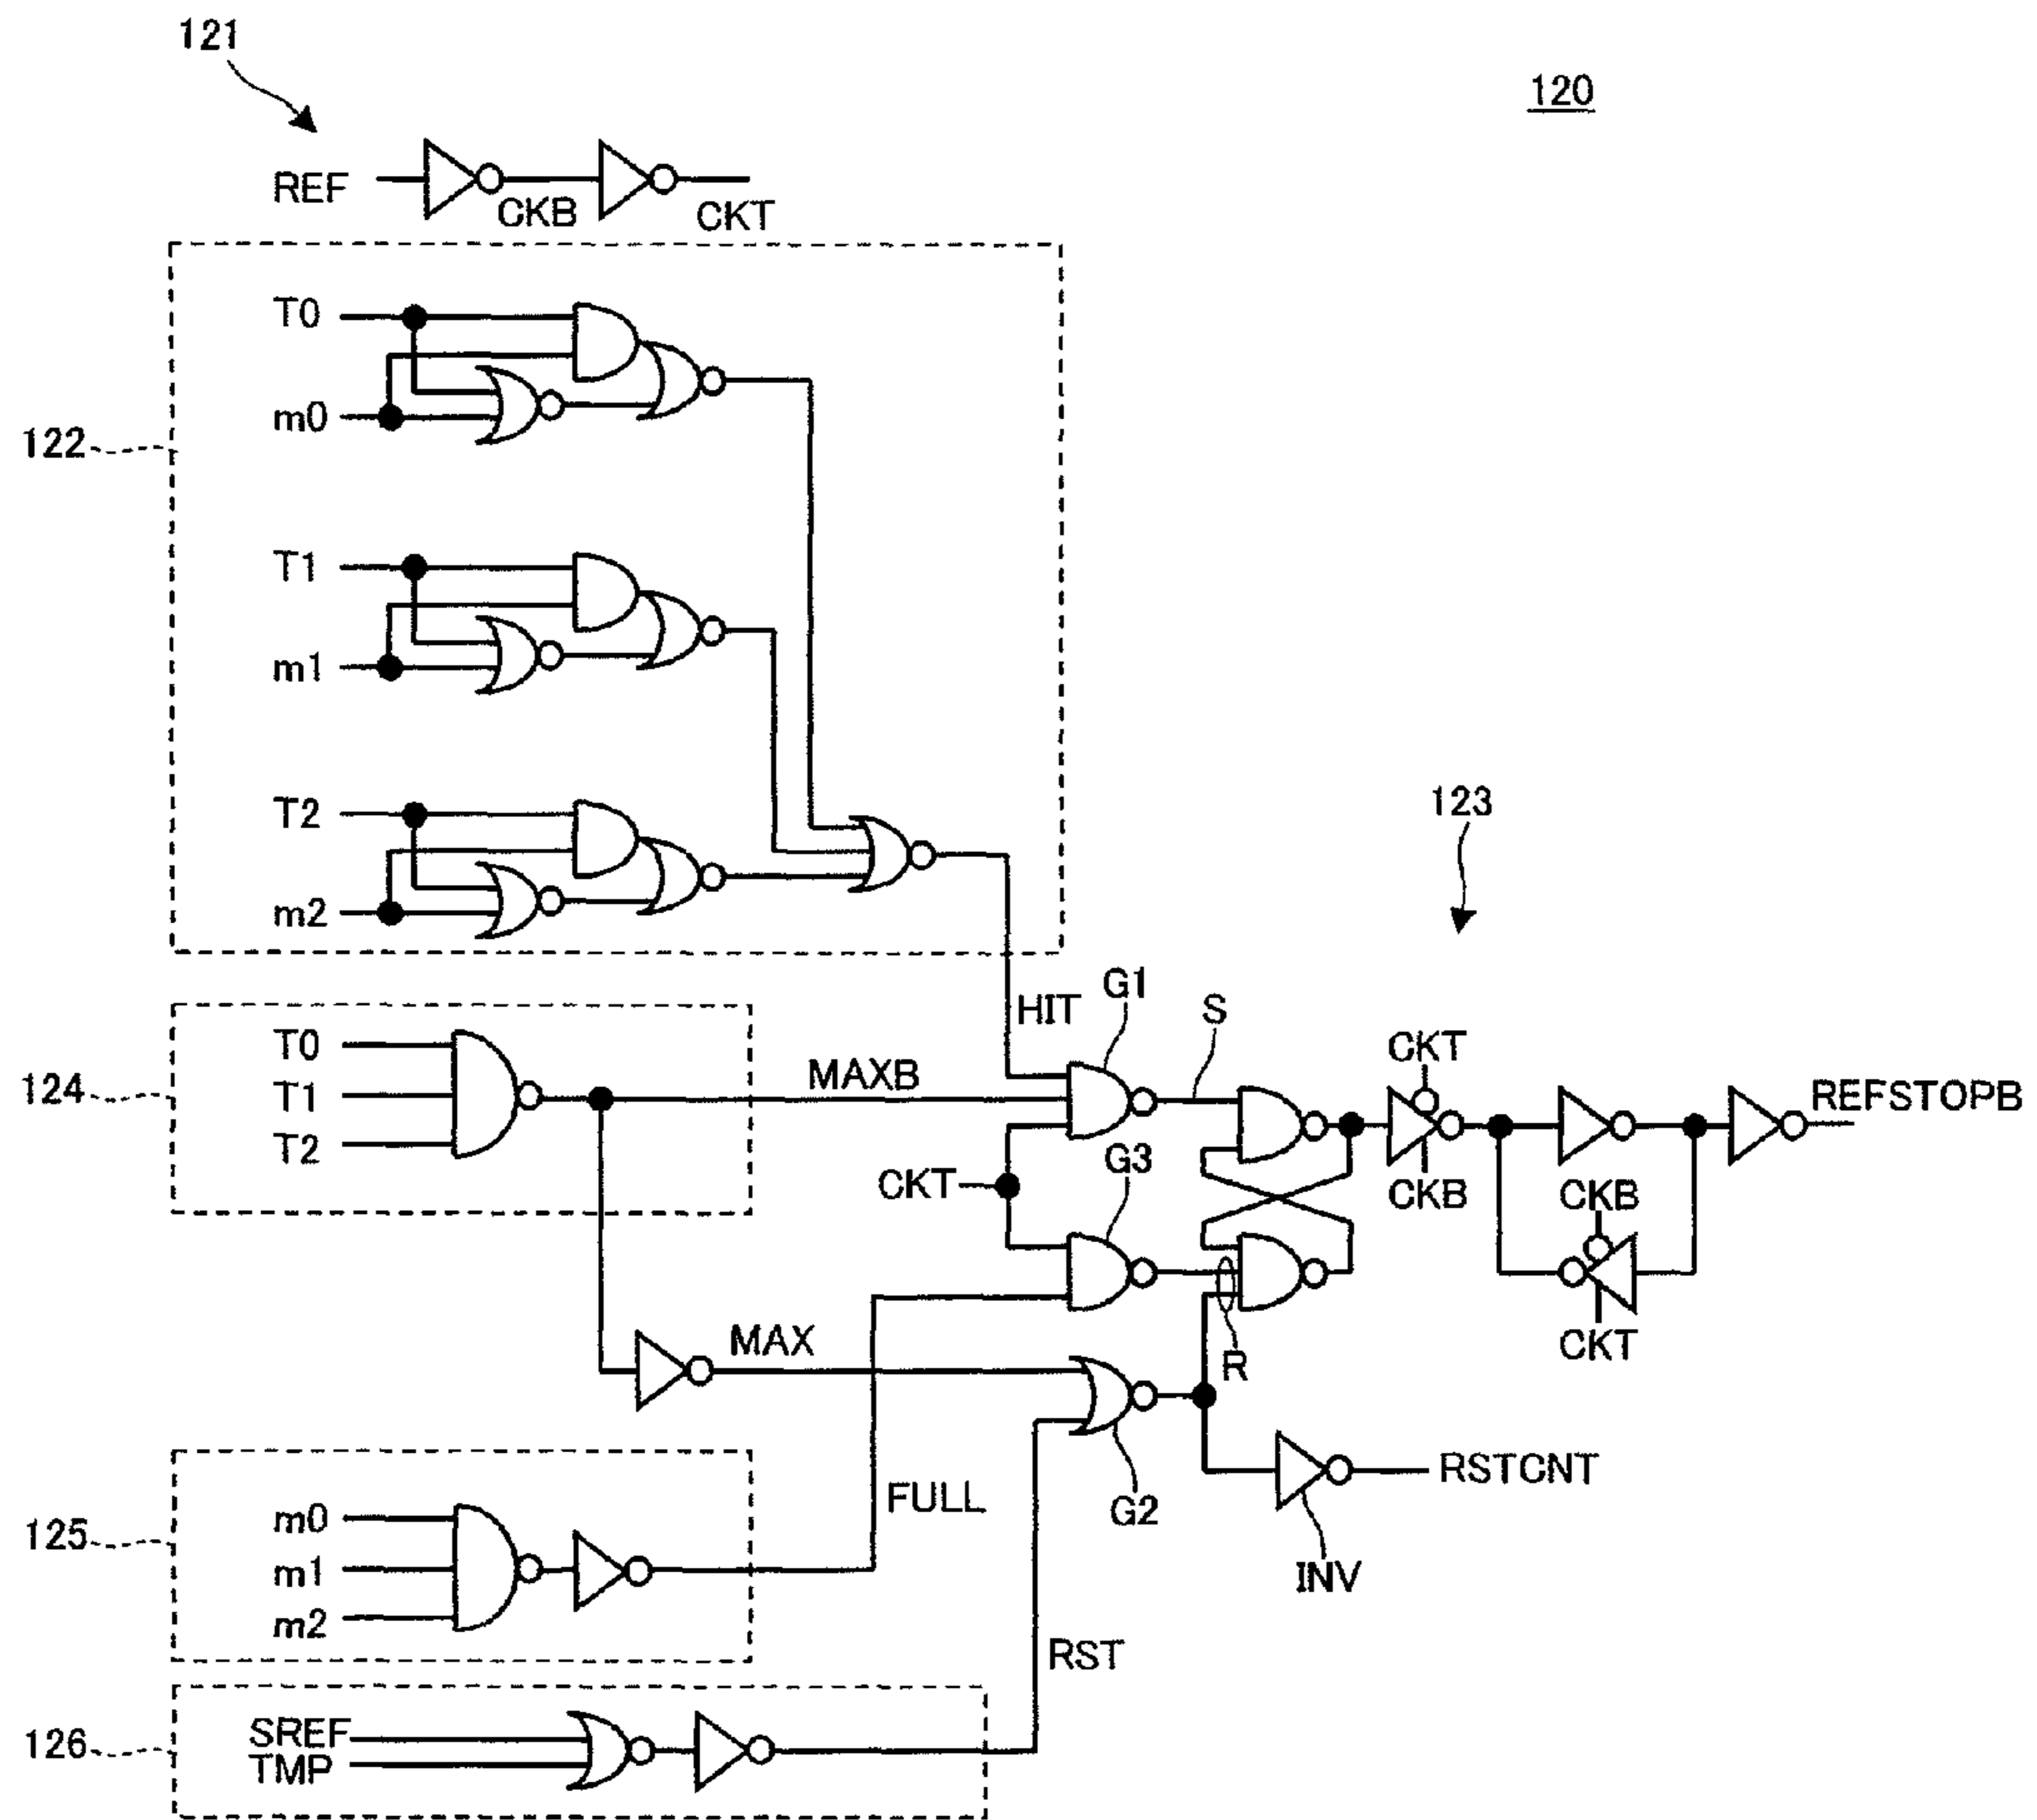 121
120
REF
CKB
CKT
122
T0
m0
T1
m1
T2
m2
123
HIT
G1
S
124
T0
T1
T2
MAXB
CKT
G3
CKT
CKB
CKB
CKT
REFSTOPB
MAX
R
125
m0
m1
m2
FULL
G2
RSTCNT
INV
RST
126
SREF
TMP